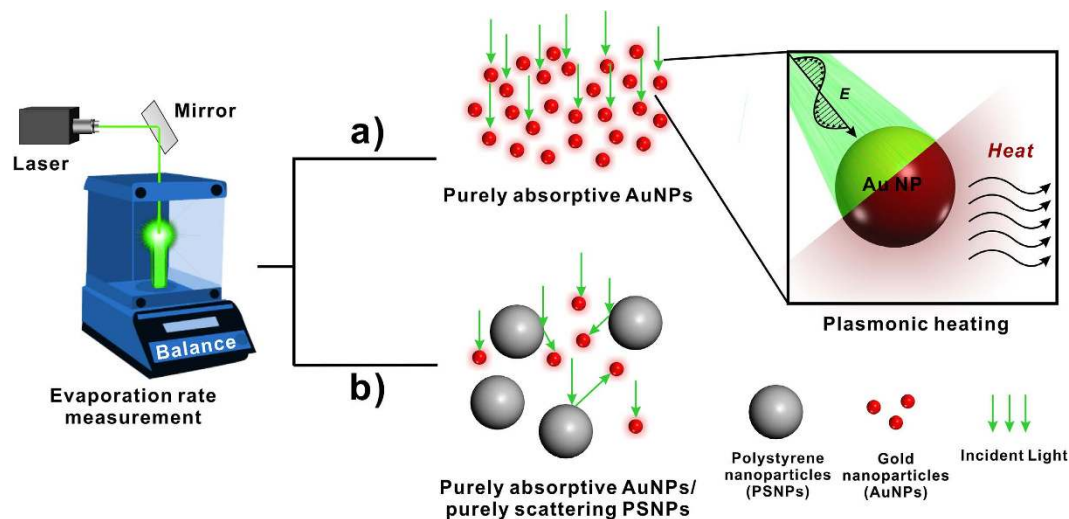 Mirror
Laser
Balance
Evaporation rate
measurement
a)
Purely absorptive AuNPs
E
Au NP
Heat
Plasmonic heating
b)
Purely absorptive AuNPs/
purely scattering PSNPs
Polystyrene
nanoparticles
(PSNPs)
Gold
nanoparticles
(AuNPs)
Incident Light